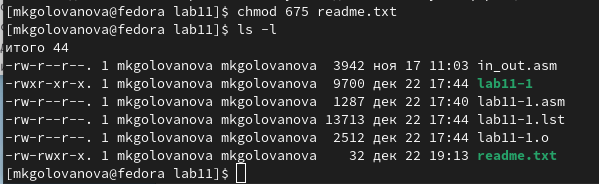 [mkgolovanova@fedora lab11]$ chmod 675 readme.txt
[mkgolovanova@fedora lab11]$ ls -l
итого 44
-rw-r--r--. 1 mkgolovanova mkgolovanova  3942 ноя 17 11:03 in_out.asm
-rwxr-xr-x. 1 mkgolovanova mkgolovanova  9700 дек 22 17:44 lab11-1
-rw-r--r--. 1 mkgolovanova mkgolovanova  1287 дек 22 17:40 lab11-1.asm
-rw-r--r--. 1 mkgolovanova mkgolovanova 13713 дек 22 17:44 lab11-1.lst
-rw-r--r--. 1 mkgolovanova mkgolovanova  2512 дек 22 17:44 lab11-1.o
-rw-rwxr-x. 1 mkgolovanova mkgolovanova    32 дек 22 19:13 readme.txt
[mkgolovanova@fedora lab11]$